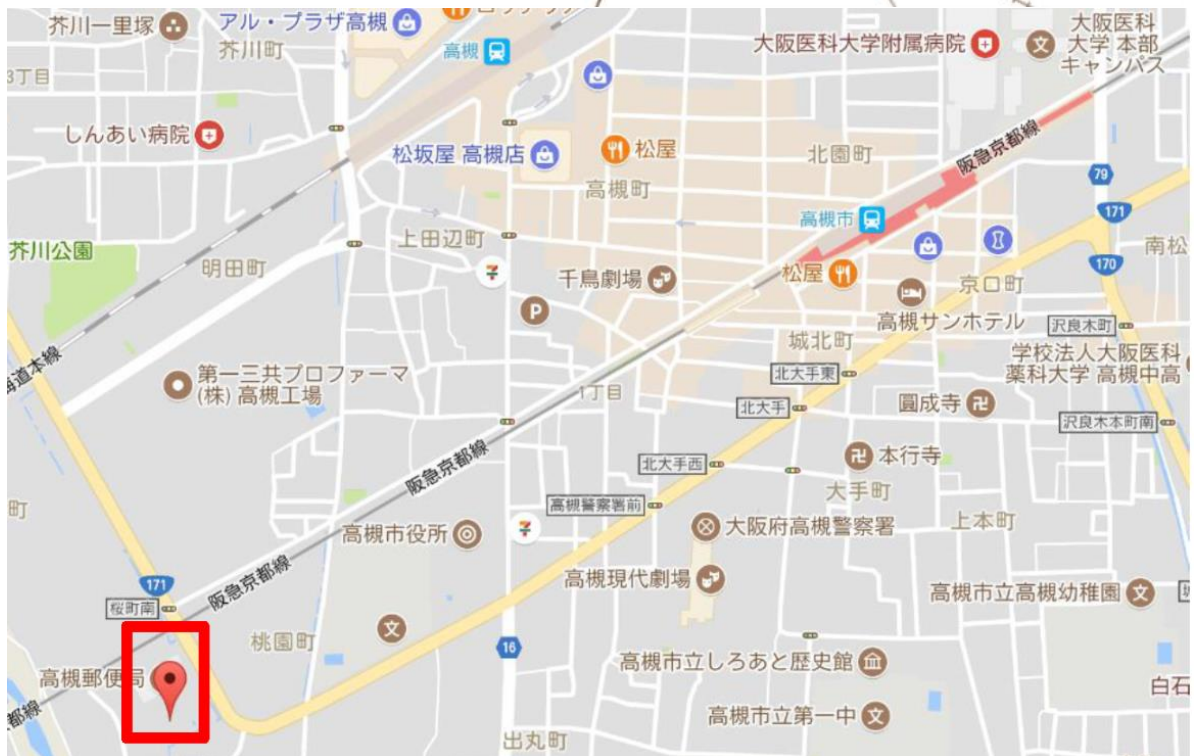 芥川一里塚
アル・プラザ高槻
芥川町
高槻
大阪医科大学附属病院
大阪医科
大学 本部
キャンパス
3丁目
しんあい病院
松坂屋 高槻店
松屋
北園町
阪急京都線
高槻町
79
171
高槻市
芥川公園
明田町
上田辺町
千鳥劇場
松屋
京口町
170
南松
P
高槻サンホテル
沢良木町
城北町
学校法人大阪医科
薬科大学 高槻中高
海道本線
第一三共プロファーマ
(株) 高槻工場
1丁目
北大手東
北大手
圓成寺
沢良木本町南
阪急京都線
北大手西
本行寺
大手町
町
高槻警察署前
高槻市役所
大阪府高槻警察署
上本町
阪急京都線
171
高槻現代劇場
高槻市立高槻幼稚園
桜町南
桃園町
文
16
高槻市立しろあと歴史館
高槻郵便局
白石
京都線
高槻市立第一中
出丸町